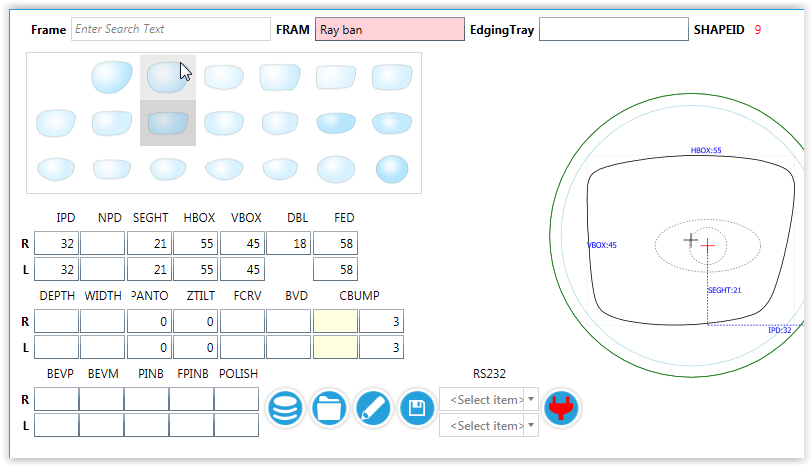 Frame Enter Search Text FRAM Ray ban EdgingTray SHAPEID 9
HBOX:55
VBOX:45
SEGHT:21
IPD:32
IPD NPD SEGHT HBOX VBOX DBL FED
R 32 21 55 45 18 58
L 32 21 55 45 58
DEPTH WIDTH PANTO ZTILT FCRV BVD CBUMP
R 0 0 3
L 0 0 3
BEVP BEVM PINB FPINB POLISH RS232
R <Select item>
L <Select item>